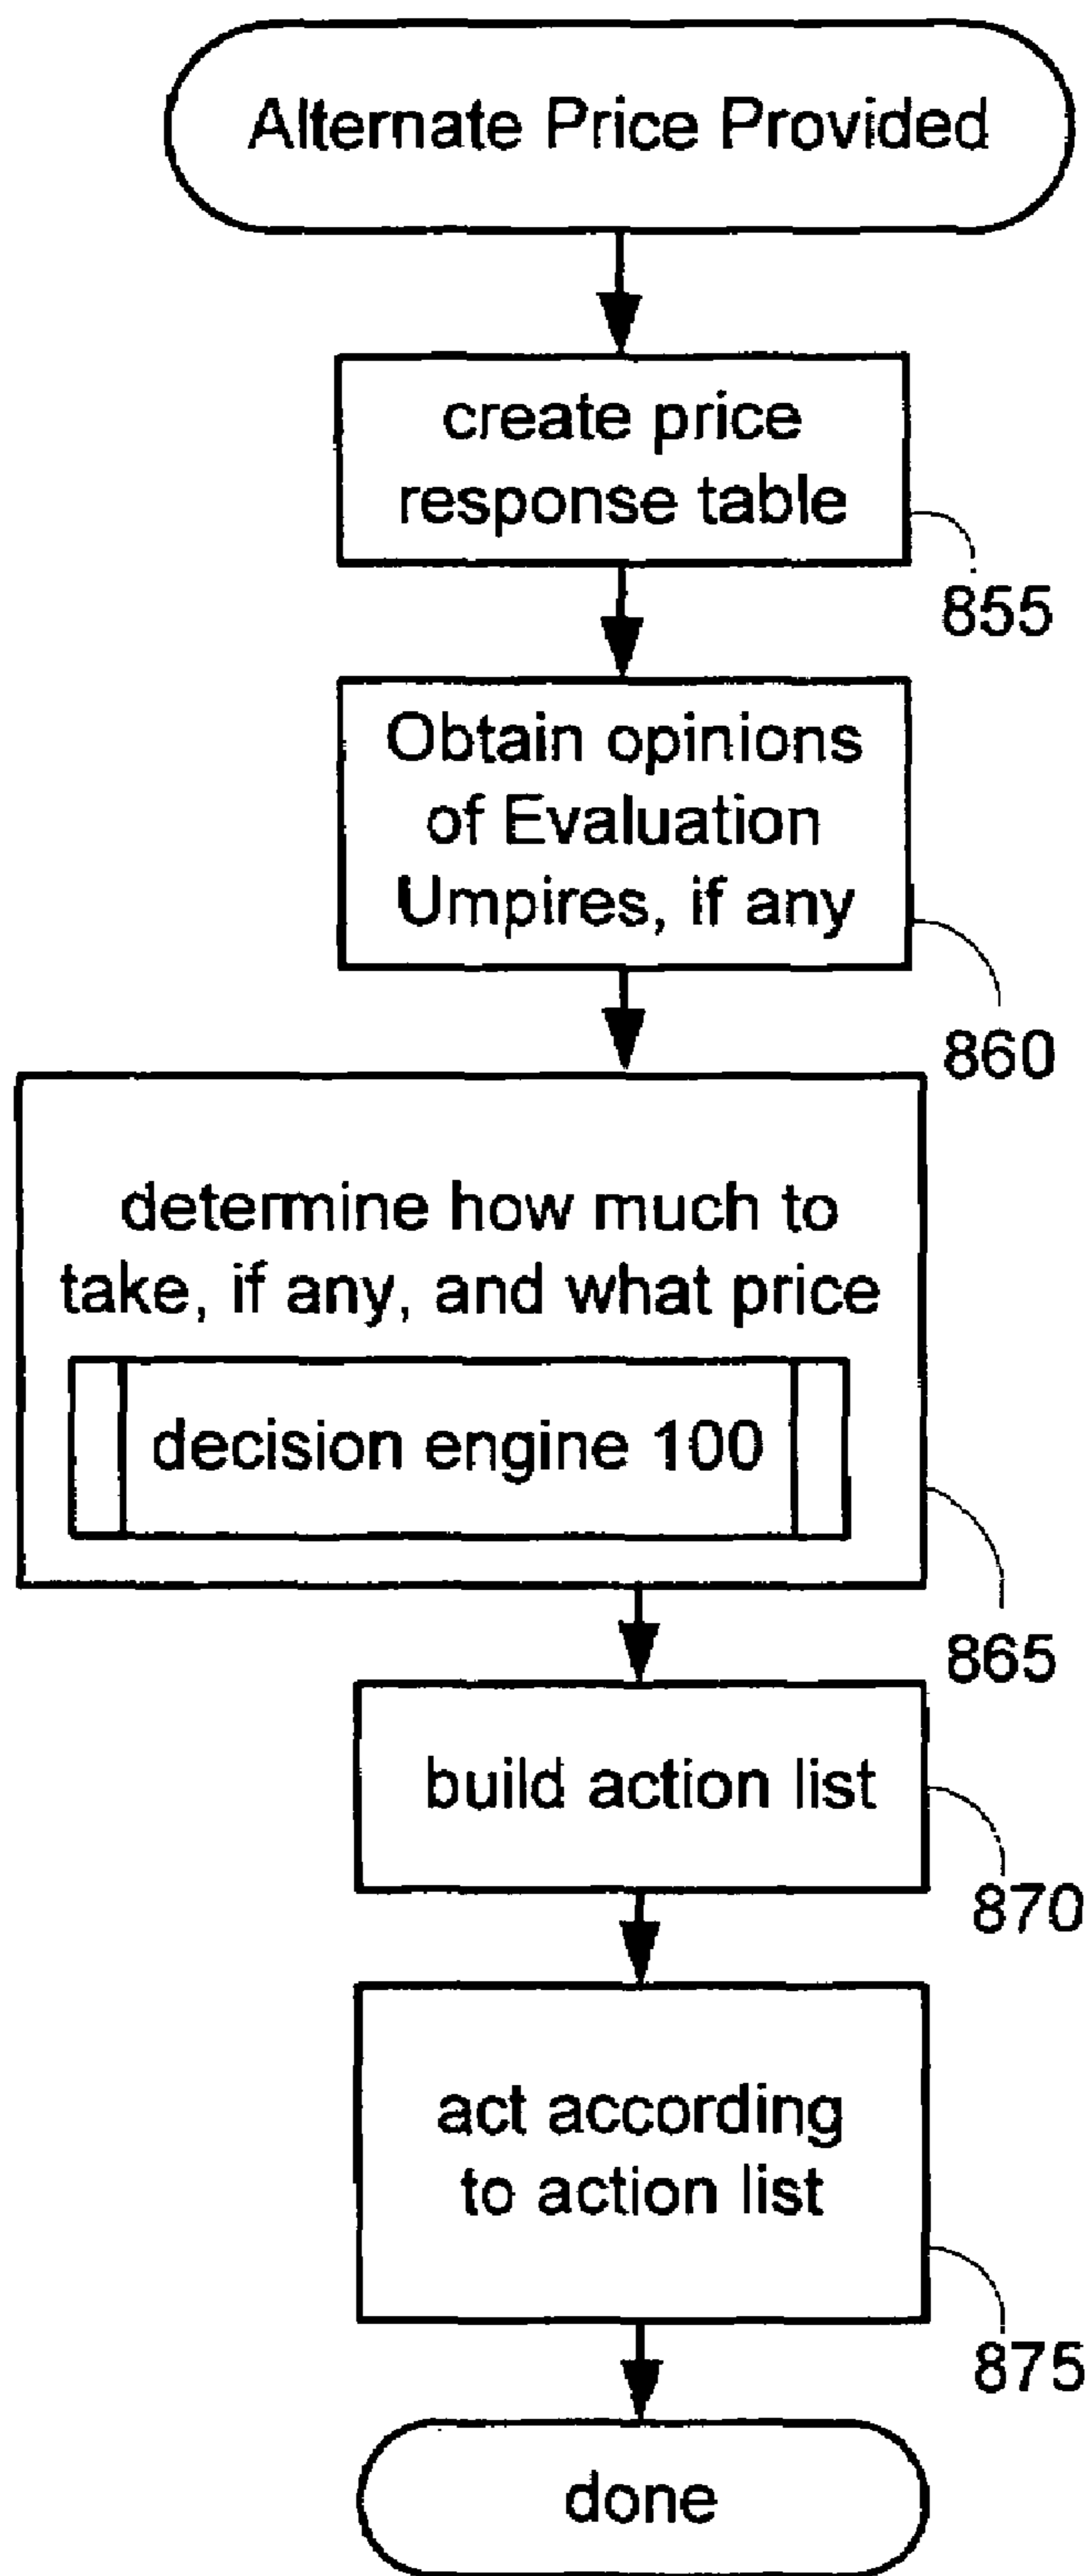 Alternate Price Provided
create price
response table
855
Obtain opinions
of Evaluation
Umpires, if any
860
determine how much to
take, if any, and what price
decision engine 100
865
build action list
870
act according
to action list
875
done